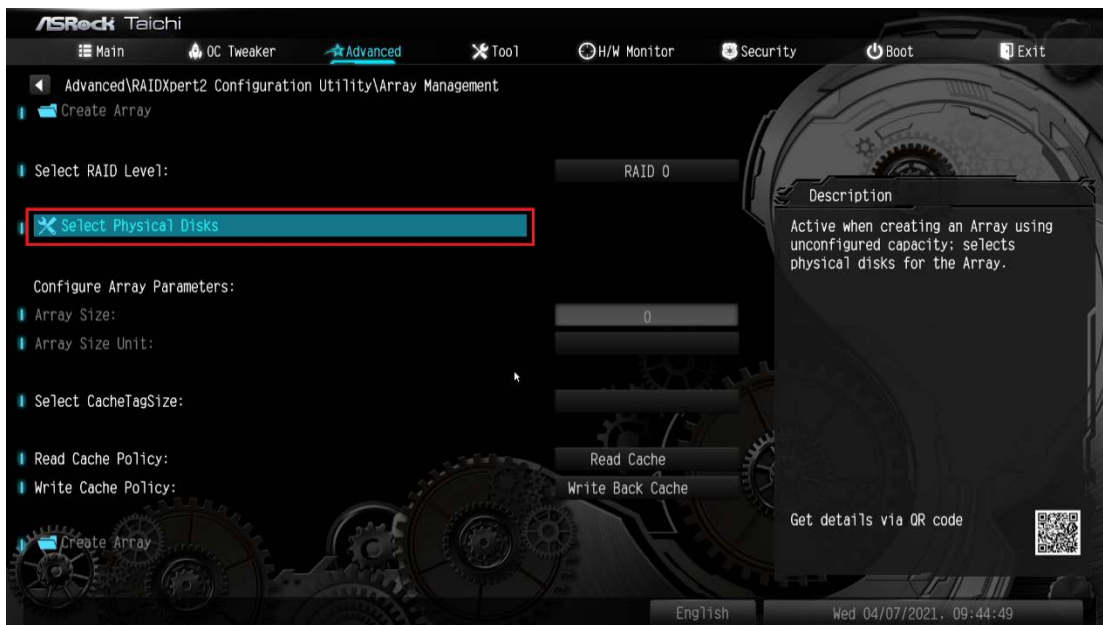 ASRock Taichi
Main OC Tweaker Advanced Tool H/W Monitor Security Boot Exit
Advanced\RAIDXpert2 Configuration Utility\Array Management
Create Array
Select RAID Level: RAID 0
Select Physical Disks
Configure Array Parameters:
Array Size: 0
Array Size Unit:
Select CacheTagSize:
Read Cache Policy: Read Cache
Write Cache Policy: Write Back Cache
Create Array
Description
Active when creating an Array using
unconfigured capacity; selects
physical disks for the Array.
Get details via QR code
English Wed 04/07/2021. 09:44:49